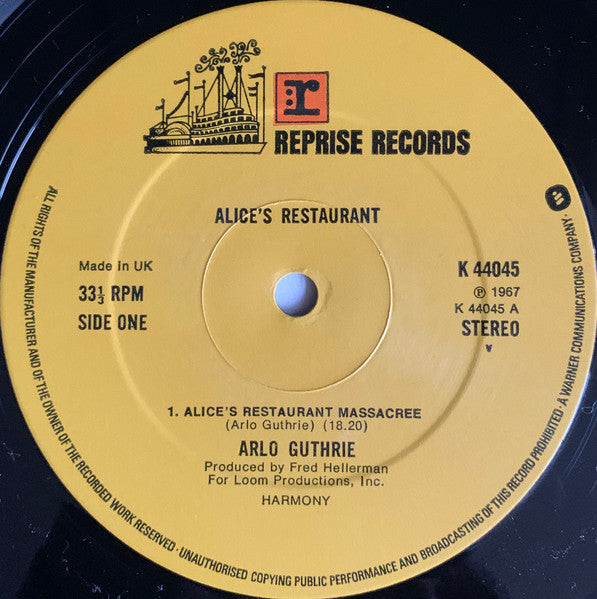 r
REPRISE RECORDS
ALICE'S RESTAURANT
Made in UK
33⅓ RPM
SIDE ONE
K 44045
℗ 1967
K 44045 A
STEREO
1. ALICE'S RESTAURANT MASSACREE
(Arlo Guthrie) (18.20)
ARLO GUTHRIE
Produced by Fred Hellerman
For Loom Productions, Inc.
HARMONY
ALL RIGHTS OF THE MANUFACTURER AND OF THE OWNER OF THE RECORDED WORK RESERVED · UNAUTHORISED COPYING PUBLIC PERFORMANCE AND BROADCASTING OF THIS RECORD PROHIBITED · A WARNER COMMUNICATIONS COMPANY ·